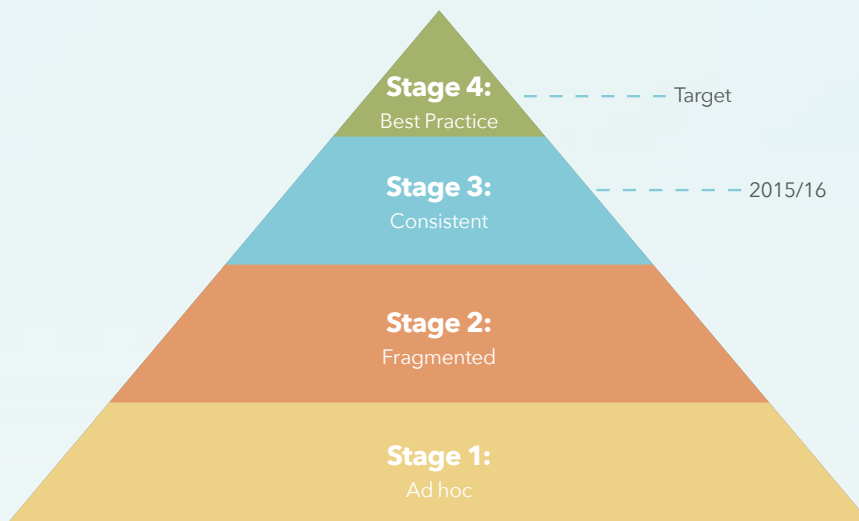 Stage 4:
Best Practice
Target
Stage 3:
Consistent
2015/16
Stage 2:
Fragmented
Stage 1:
Ad hoc